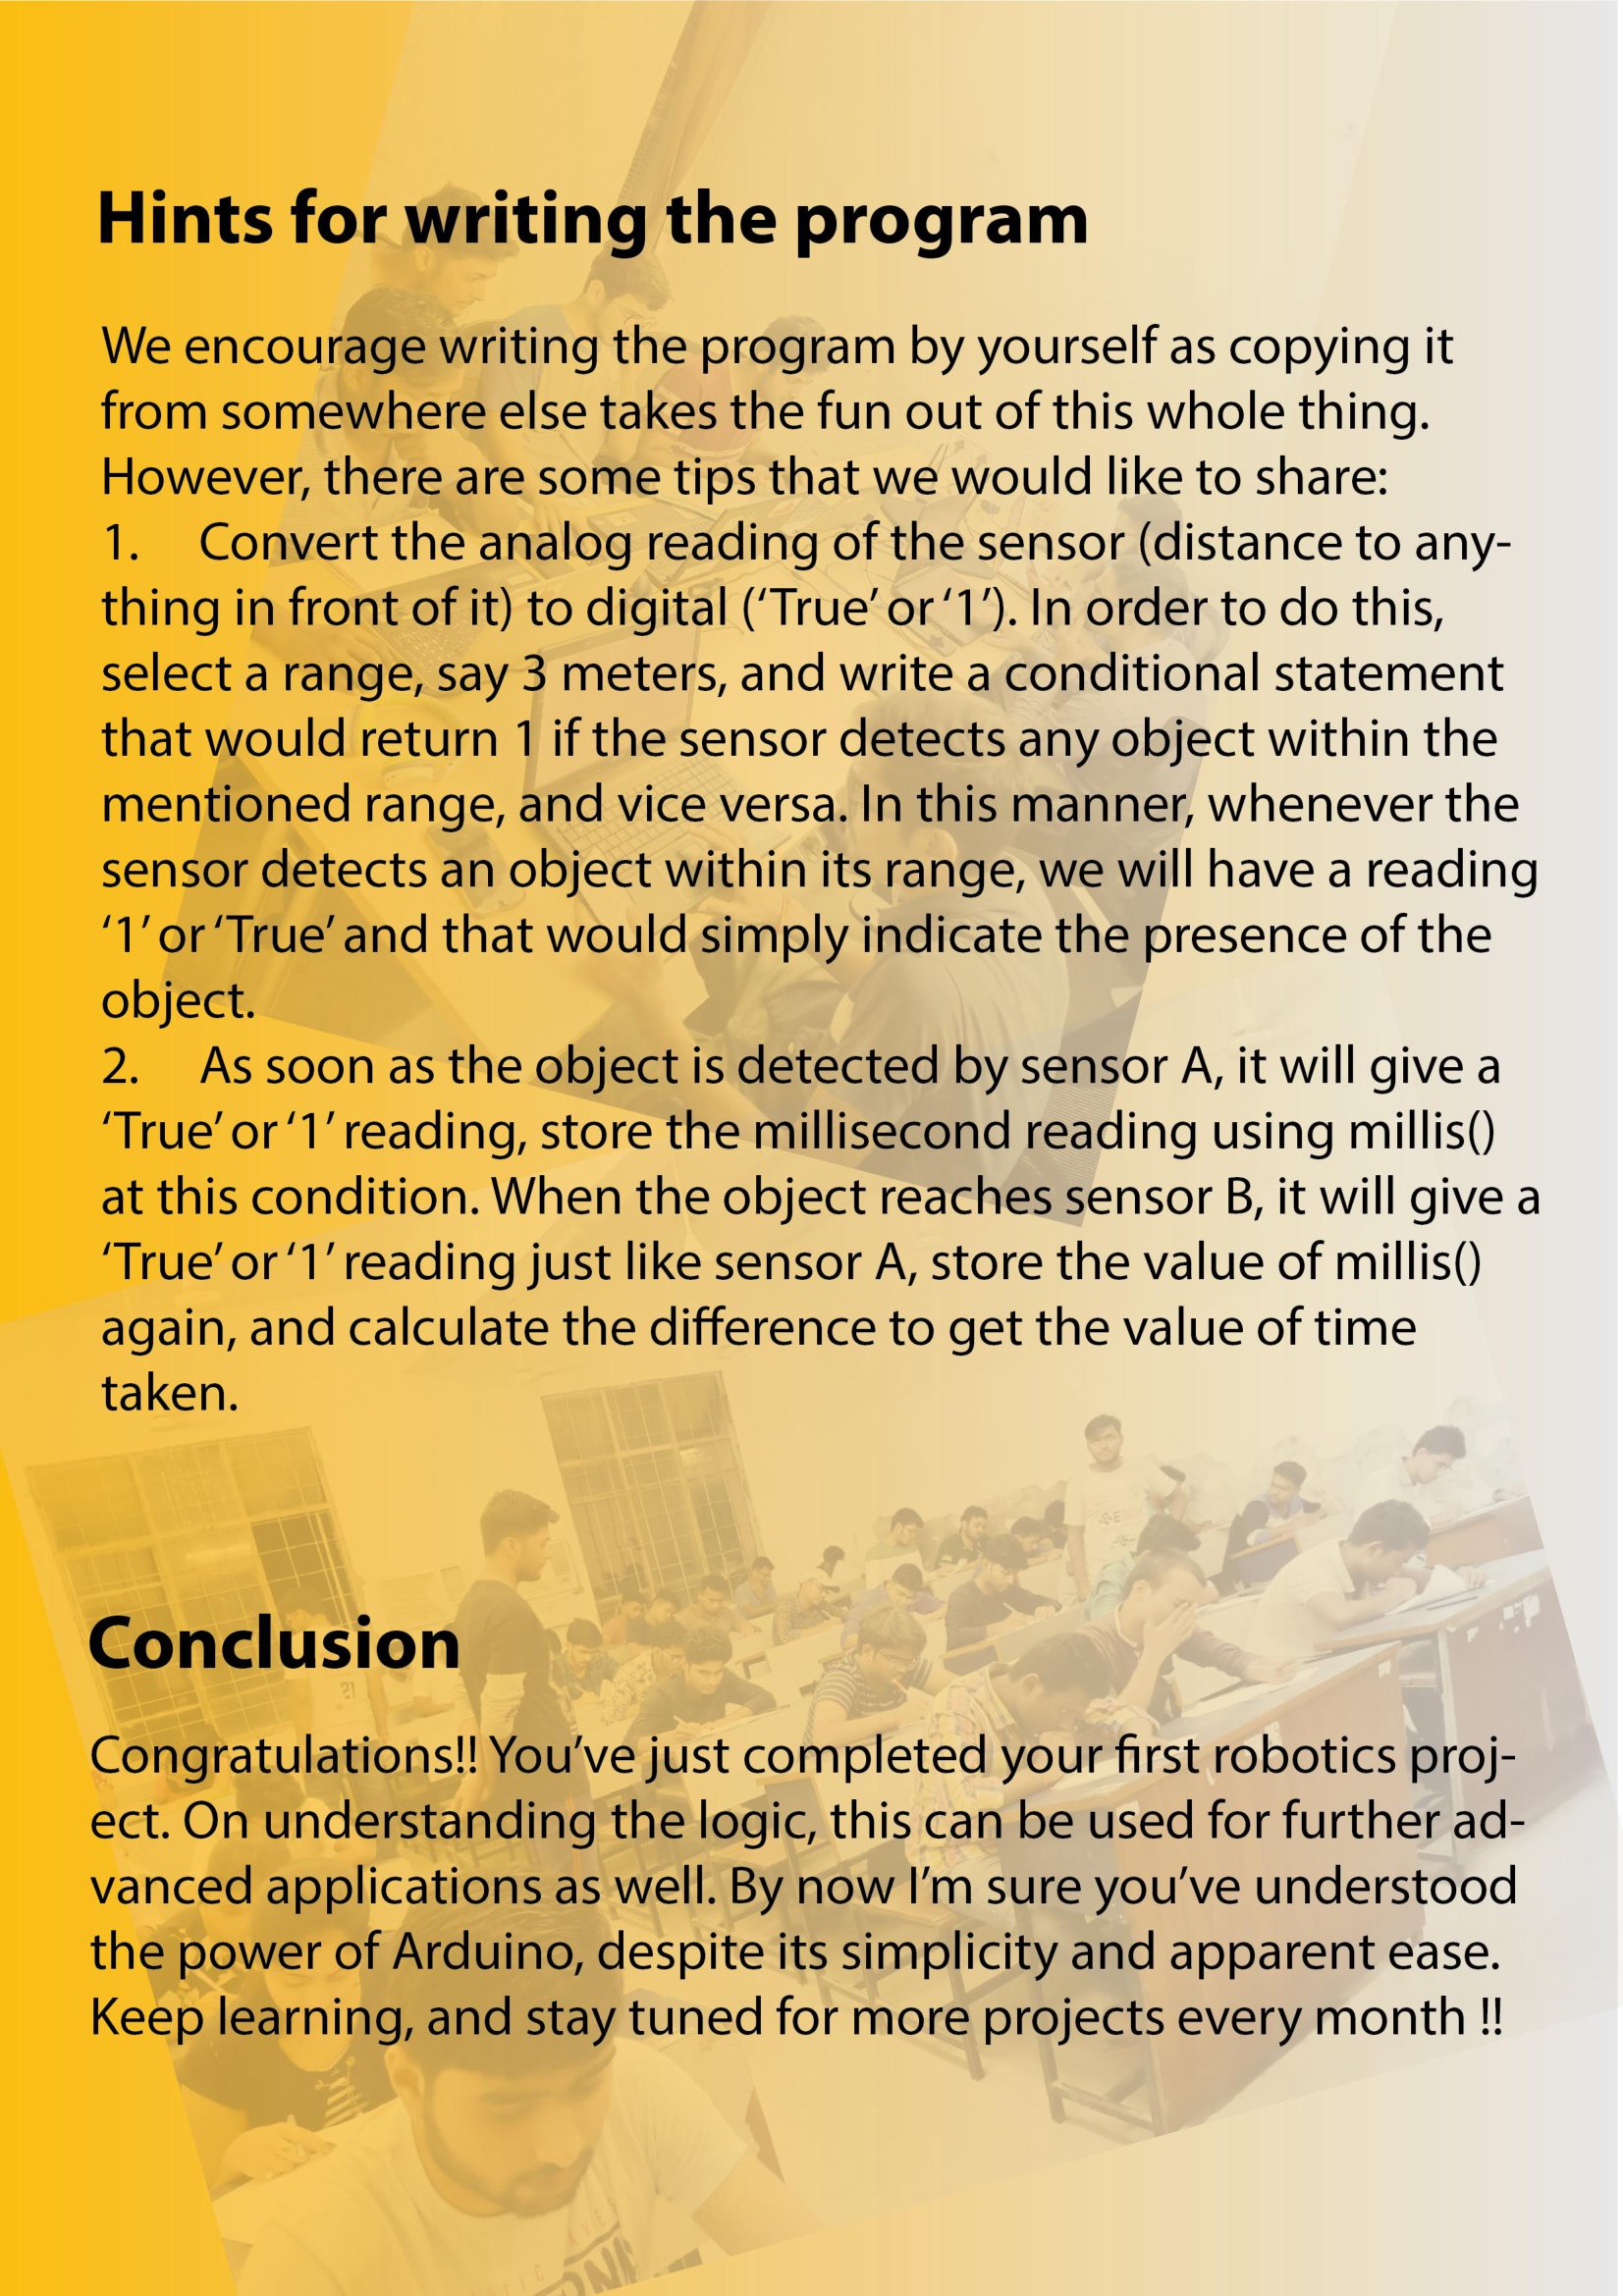 Hints for writing the program
We encourage writing the program by yourself as copying it
from somewhere else takes the fun out of this whole thing.
However, there are some tips that we would like to share:
1. Convert the analog reading of the sensor (distance to any-
thing in front of it) to digital (‘True’ or ‘1’). In order to do this,
select a range, say 3 meters, and write a conditional statement
that would return 1 if the sensor detects any object within the
mentioned range, and vice versa. In this manner, whenever the
sensor detects an object within its range, we will have a reading
‘1’ or ‘True’ and that would simply indicate the presence of the
object.
2. As soon as the object is detected by sensor A, it will give a
‘True’ or ‘1’ reading, store the millisecond reading using millis()
at this condition. When the object reaches sensor B, it will give a
‘True’ or ‘1’ reading just like sensor A, store the value of millis()
again, and calculate the difference to get the value of time
taken.
Conclusion
21
Congratulations!! You’ve just completed your first robotics proj-
ect. On understanding the logic, this can be used for further ad-
vanced applications as well. By now I’m sure you’ve understood
the power of Arduino, despite its simplicity and apparent ease.
Keep learning, and stay tuned for more projects every month !!